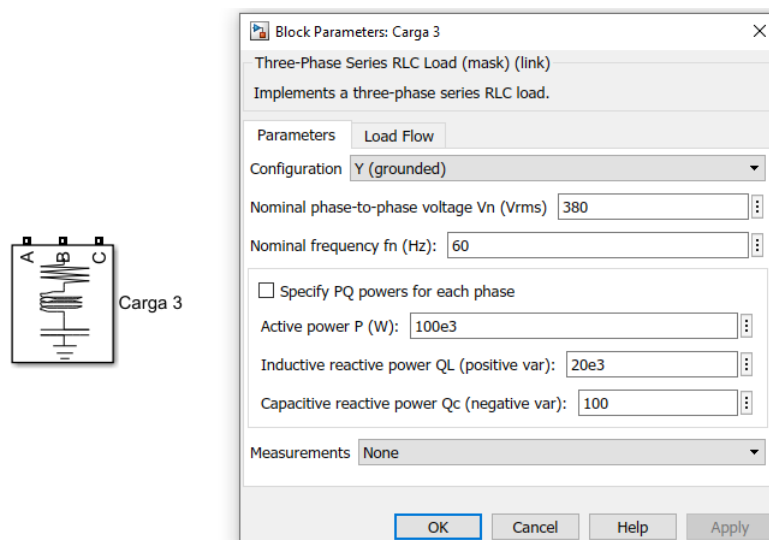 Block Parameters: Carga 3
Three-Phase Series RLC Load (mask) (link)
Implements a three-phase series RLC load.
Parameters Load Flow
Configuration Y (grounded)
Nominal phase-to-phase voltage Vn (Vrms) 380
Nominal frequency fn (Hz): 60
Specify PQ powers for each phase
Active power P (W): 100e3
Inductive reactive power QL (positive var): 20e3
Capacitive reactive power Qc (negative var): 100
Measurements None
OK Cancel Help Apply
A B C
Carga 3